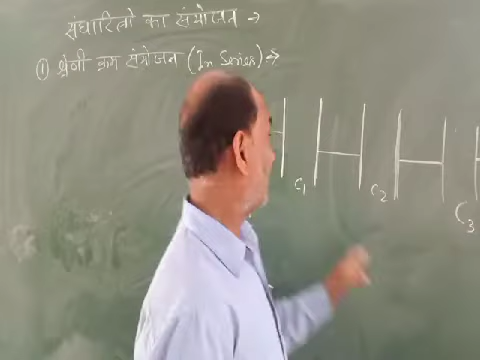 संधारित्रो का संयोजन →
① श्रेणी क्रम संयोजन (In Series) →
C₁ C₂ C₃